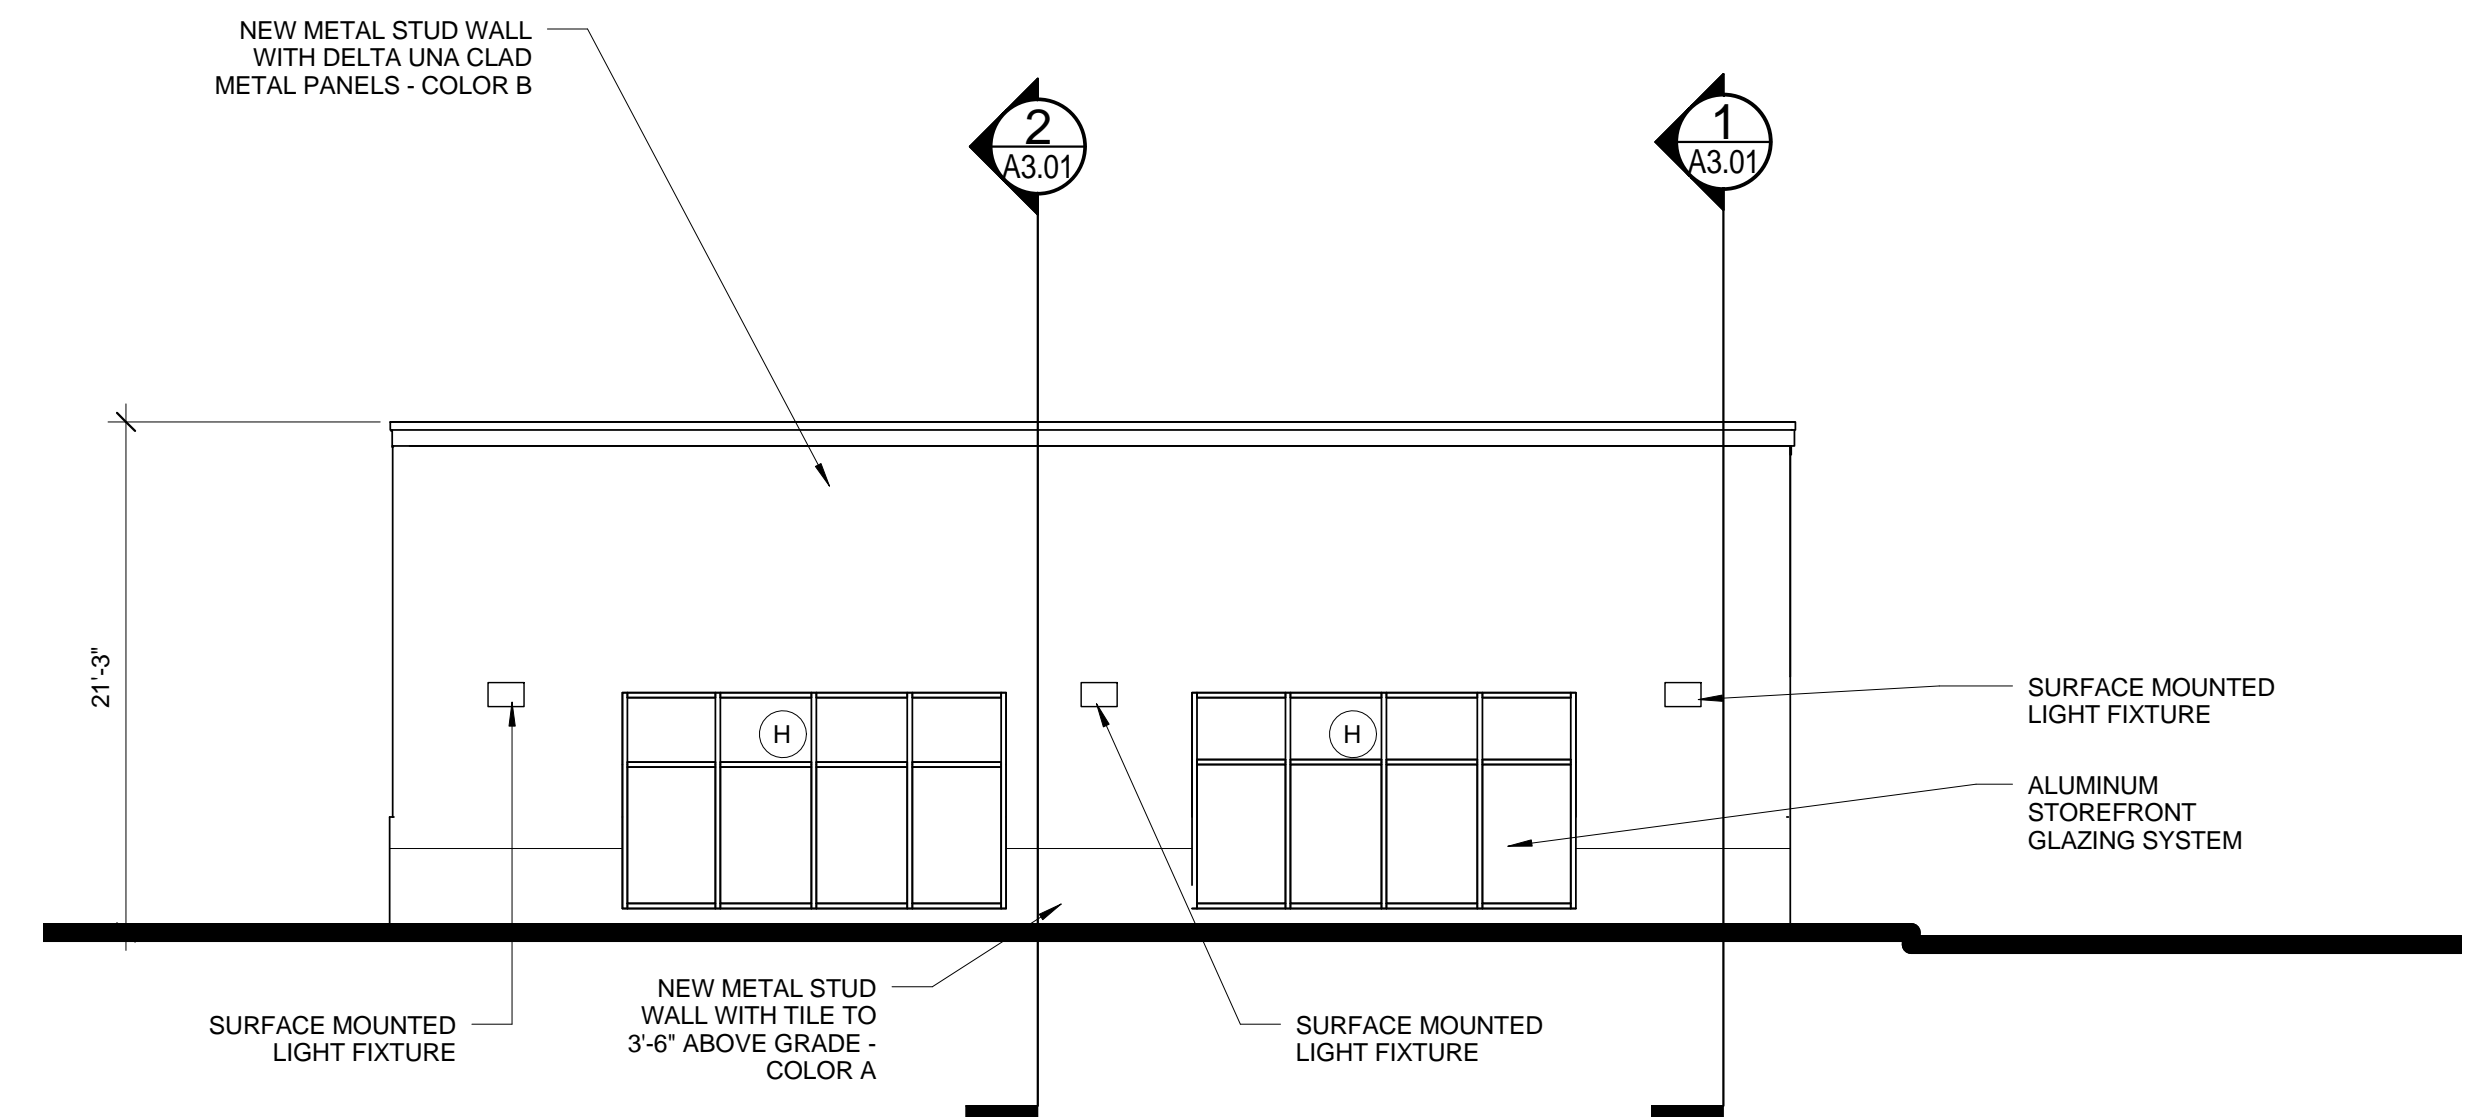 NEW METAL STUD WALL
WITH DELTA UNA CLAD
METAL PANELS - COLOR B
2
A3.01
1
A3.01
21'-3"
H
H
SURFACE MOUNTED
LIGHT FIXTURE
ALUMINUM
STOREFRONT
GLAZING SYSTEM
SURFACE MOUNTED
LIGHT FIXTURE
NEW METAL STUD
WALL WITH TILE TO
3'-6" ABOVE GRADE -
COLOR A
SURFACE MOUNTED
LIGHT FIXTURE